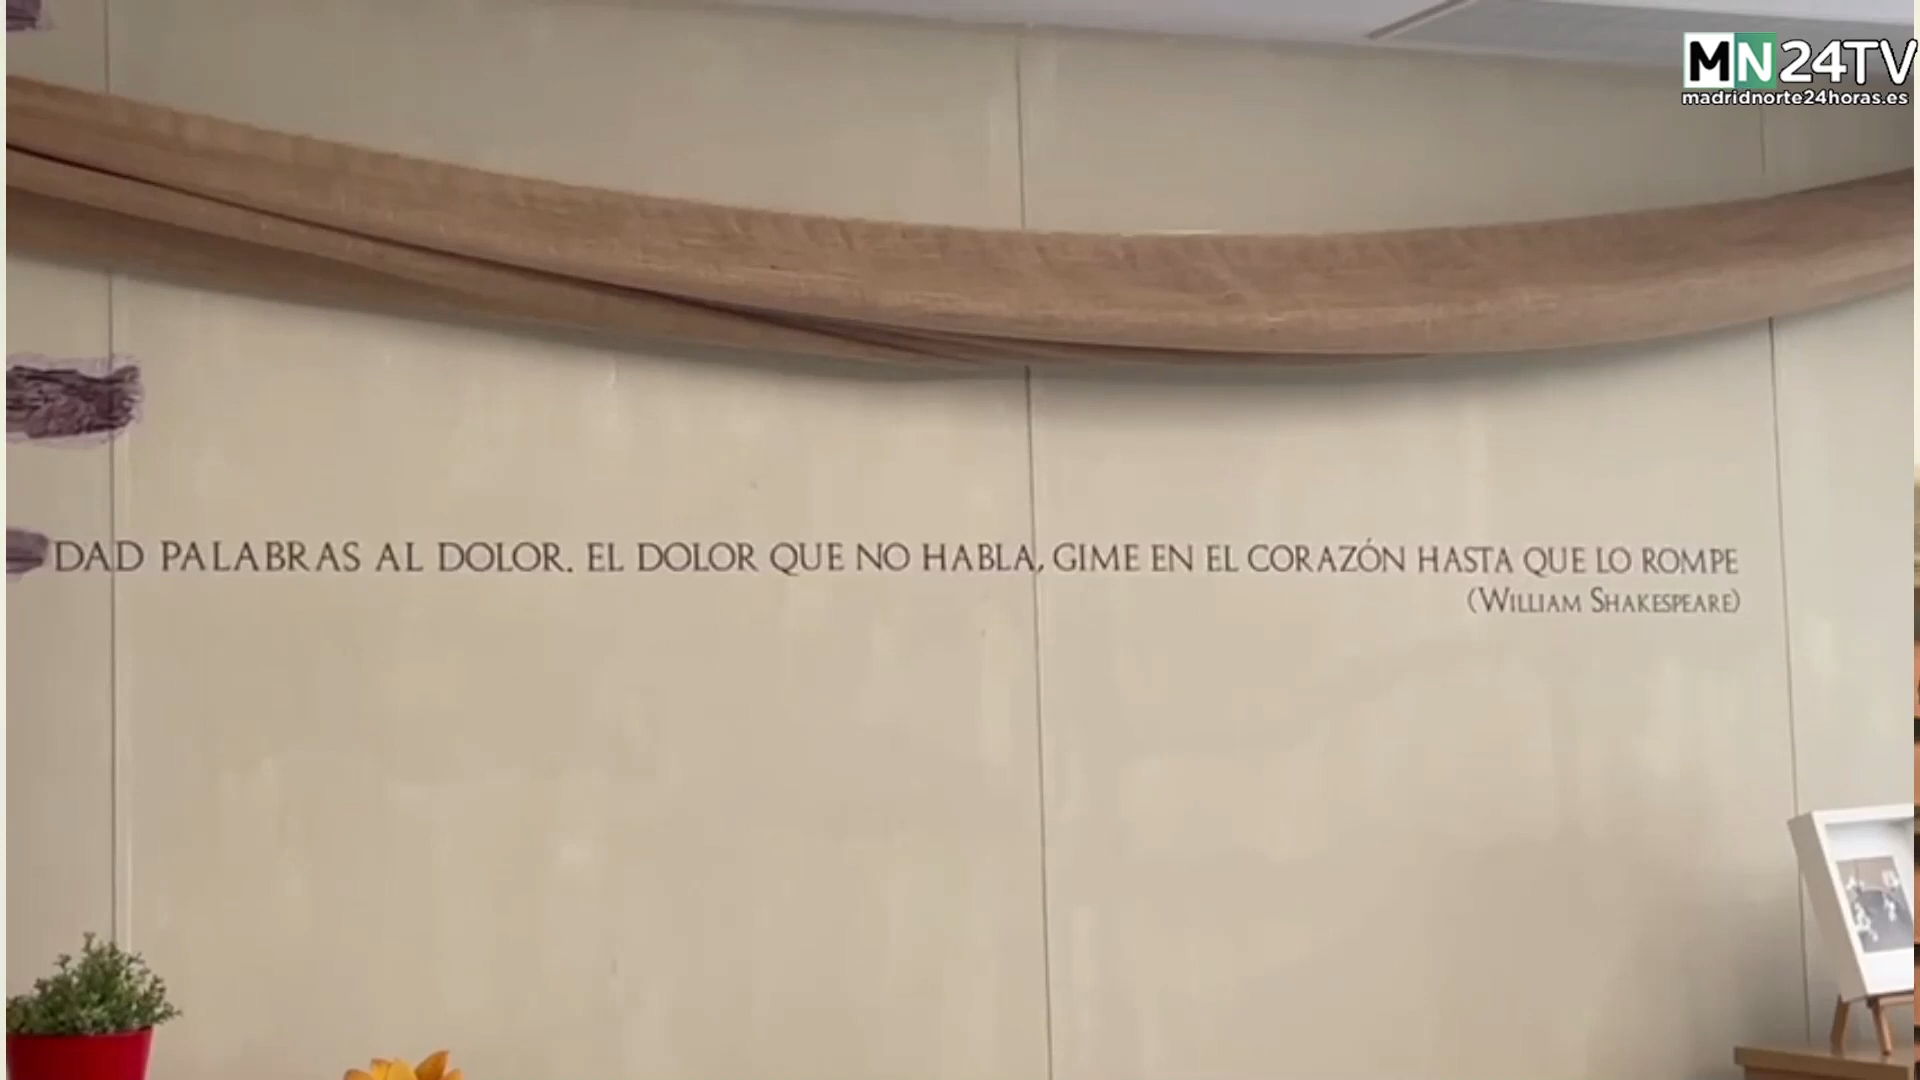 MN24TV
madridnorte24horas.es
DAD PALABRAS AL DOLOR. EL DOLOR QUE NO HABLA, GIME EN EL CORAZÓN HASTA QUE LO ROMPE
(WILLIAM SHAKESPEARE)